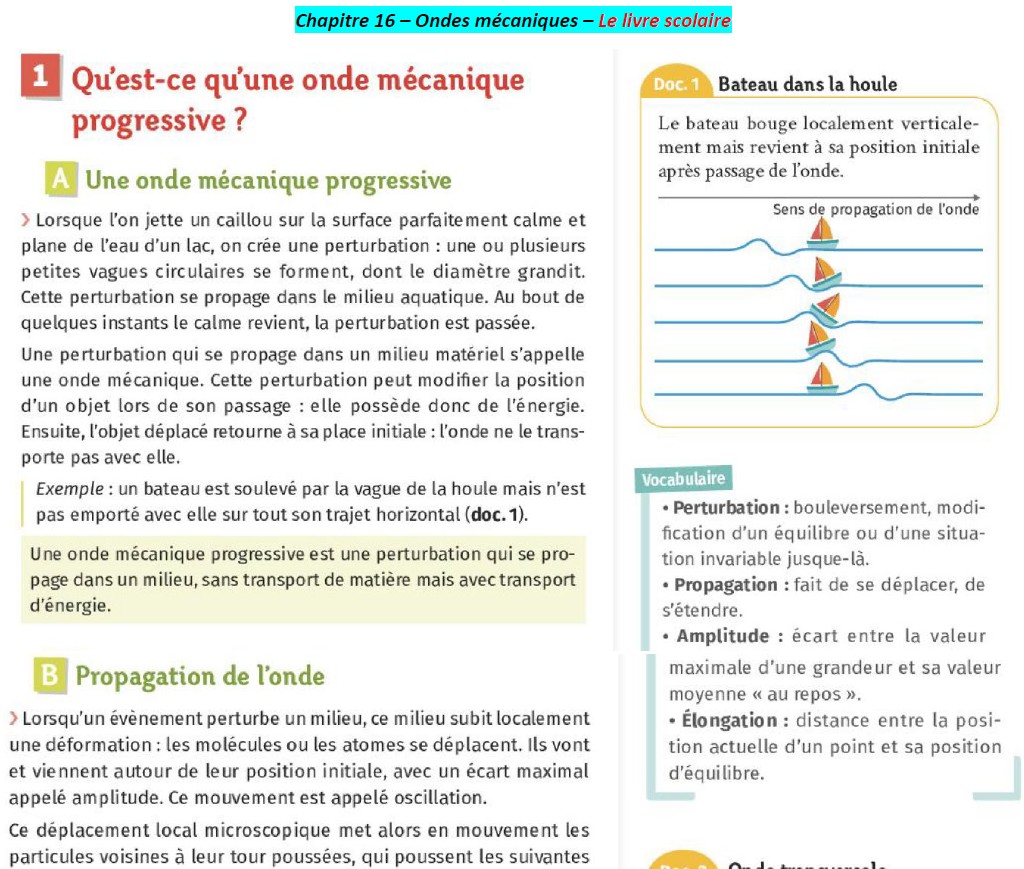 Chapitre 16 – Ondes mécaniques – Le livre scolaire
1 Qu'est-ce qu'une onde mécanique
progressive ?
A Une onde mécanique progressive
› Lorsque l'on jette un caillou sur la surface parfaitement calme et
plane de l'eau d'un lac, on crée une perturbation : une ou plusieurs
petites vagues circulaires se forment, dont le diamètre grandit.
Cette perturbation se propage dans le milieu aquatique. Au bout de
quelques instants le calme revient, la perturbation est passée.
Une perturbation qui se propage dans un milieu matériel s'appelle
une onde mécanique. Cette perturbation peut modifier la position
d'un objet lors de son passage : elle possède donc de l'énergie.
Ensuite, l'objet déplacé retourne à sa place initiale : l'onde ne le trans-
porte pas avec elle.
Exemple : un bateau est soulevé par la vague de la houle mais n'est
pas emporté avec elle sur tout son trajet horizontal (doc. 1).
Une onde mécanique progressive est une perturbation qui se pro-
page dans un milieu, sans transport de matière mais avec transport
d'énergie.
B Propagation de l'onde
› Lorsqu'un évènement perturbe un milieu, ce milieu subit localement
une déformation : les molécules ou les atomes se déplacent. Ils vont
et viennent autour de leur position initiale, avec un écart maximal
appelé amplitude. Ce mouvement est appelé oscillation.
Ce déplacement local microscopique met alors en mouvement les
particules voisines à leur tour poussées, qui poussent les suivantes
Doc. 1 Bateau dans la houle
Le bateau bouge localement verticale-
ment mais revient à sa position initiale
après passage de l'onde.
Sens de propagation de l'onde
Vocabulaire
• Perturbation : bouleversement, modi-
fication d'un équilibre ou d'une situa-
tion invariable jusque-là.
• Propagation : fait de se déplacer, de
s'étendre.
• Amplitude : écart entre la valeur
maximale d'une grandeur et sa valeur
moyenne « au repos ».
• Élongation : distance entre la posi-
tion actuelle d'un point et sa position
d'équilibre.